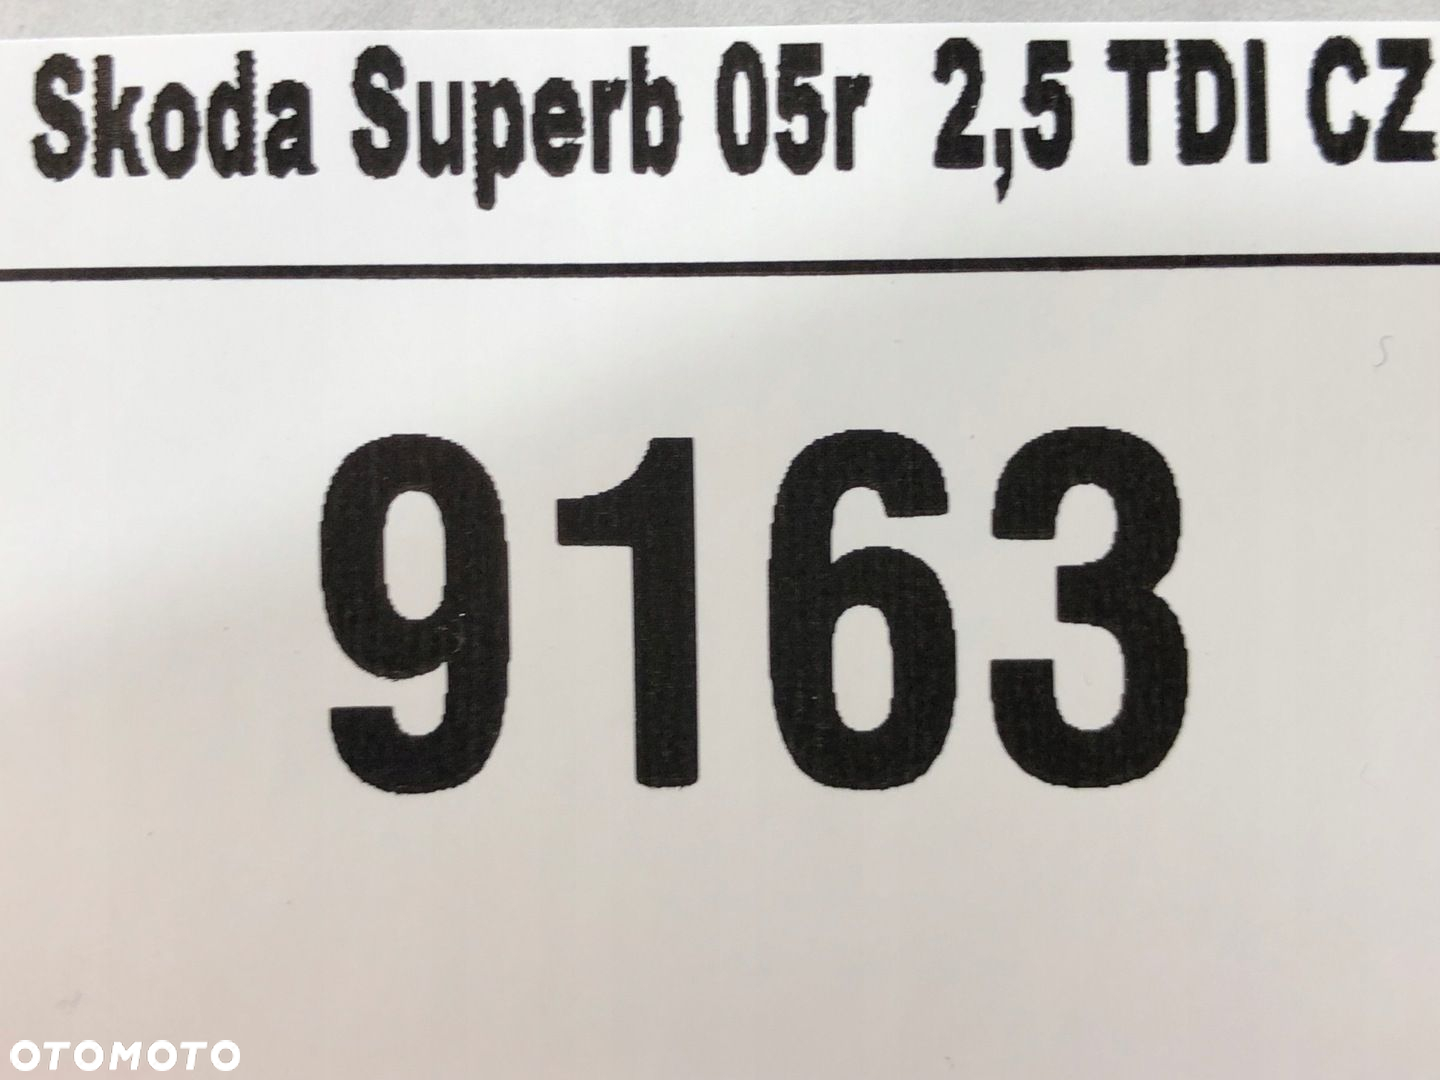 Skoda Superb 05r 2,5 TDI CZ
9163
OTOMOTO